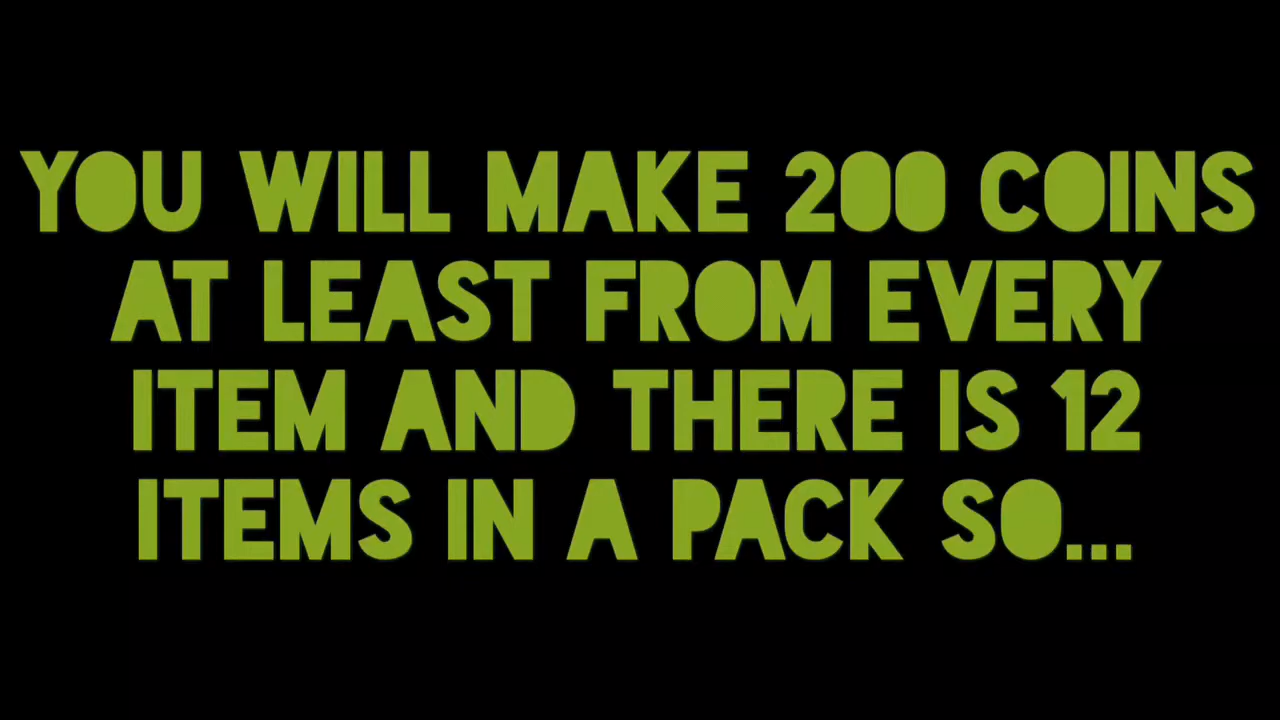 YOU WILL MAKE 200 COINS
AT LEAST FROM EVERY
ITEM AND THERE IS 12
ITEMS IN A PACK SO...